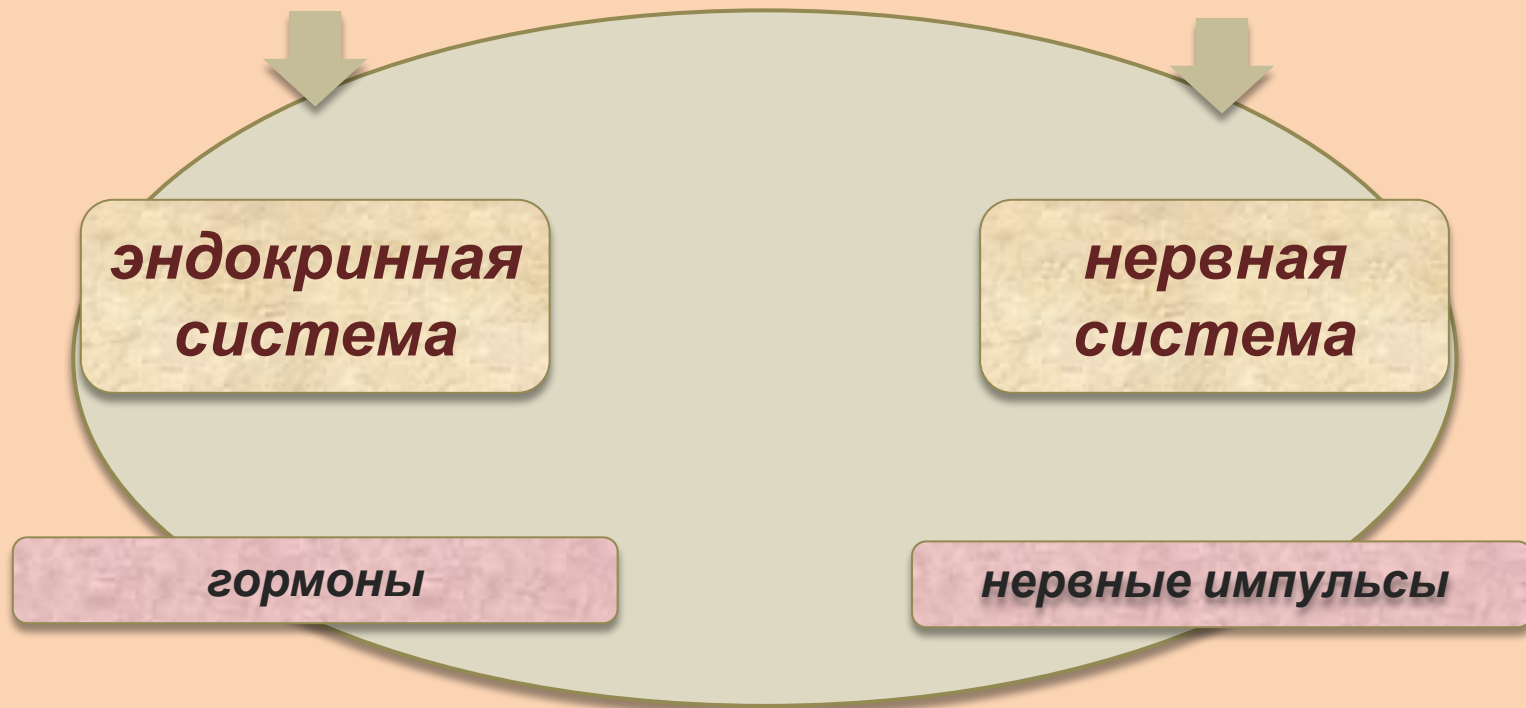 эндокринная
система
нервная
система
гормоны
нервные импульсы